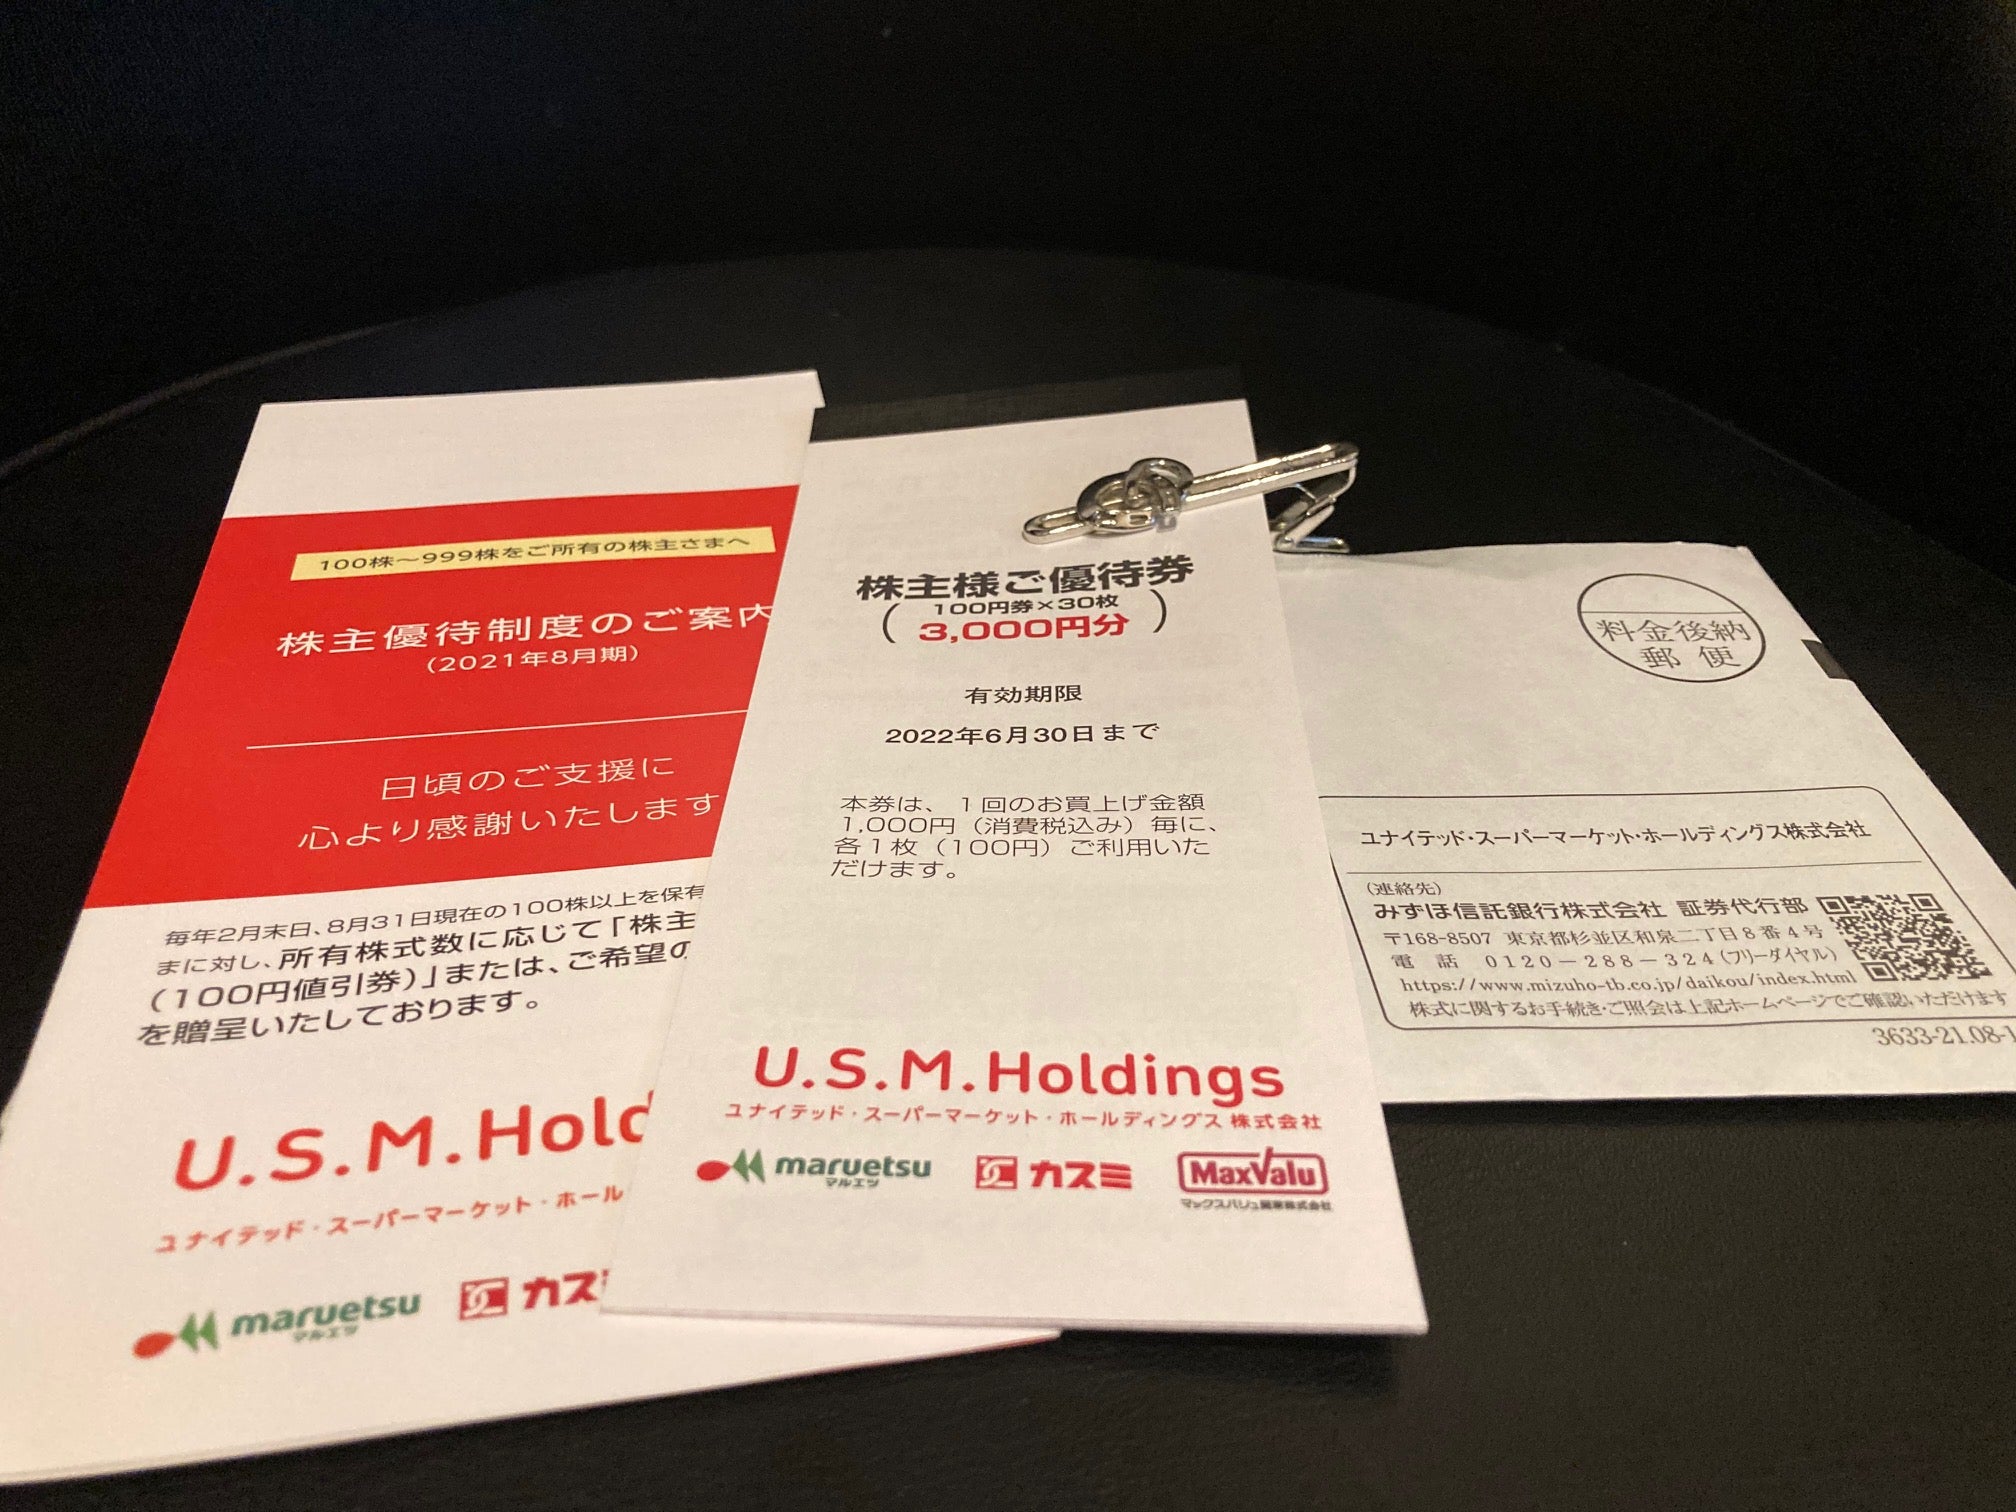 100株～999株をご所有の株主さまへ
株主優待制度のご案内
(2021年8月期)
日頃のご支援に
心より感謝いたします
毎年2月末日、8月31日現在の100株以上を保有
まに対し、所有株式数に応じて「株主
(100円値引券)」または、ご希望の
を贈呈いたしております。
U.S.M.Hold
ユナイテッド・スーパーマーケット・ホール
maruetsu
マルエツ
カス
株主様ご優待券
(100円券×30枚
3,000円分)
有効期限
2022年6月30日まで
本券は、1回のお買上げ金額
1,000円(消費税込み)毎に、
各1枚(100円)ご利用いた
だけます。
U.S.M.Holdings
ユナイテッド・スーパーマーケット・ホールディングス 株式会社
maruetsu
マルエツ
カスミ
MaxValu
マックスバリュ関東株式会社
料金後納
郵便
ユナイテッド・スーパーマーケット・ホールディングス株式会社
(連絡先)
みずほ信託銀行株式会社 証券代行部
〒168-8507 東京都杉並区和泉二丁目8番4号
電話 0120-288-324(フリーダイヤル)
https://www.mizuho-tb.co.jp/daikou/index.html
株式に関するお手続き・ご照会は上記ホームページでご確認いただけます
3633-21.08-1